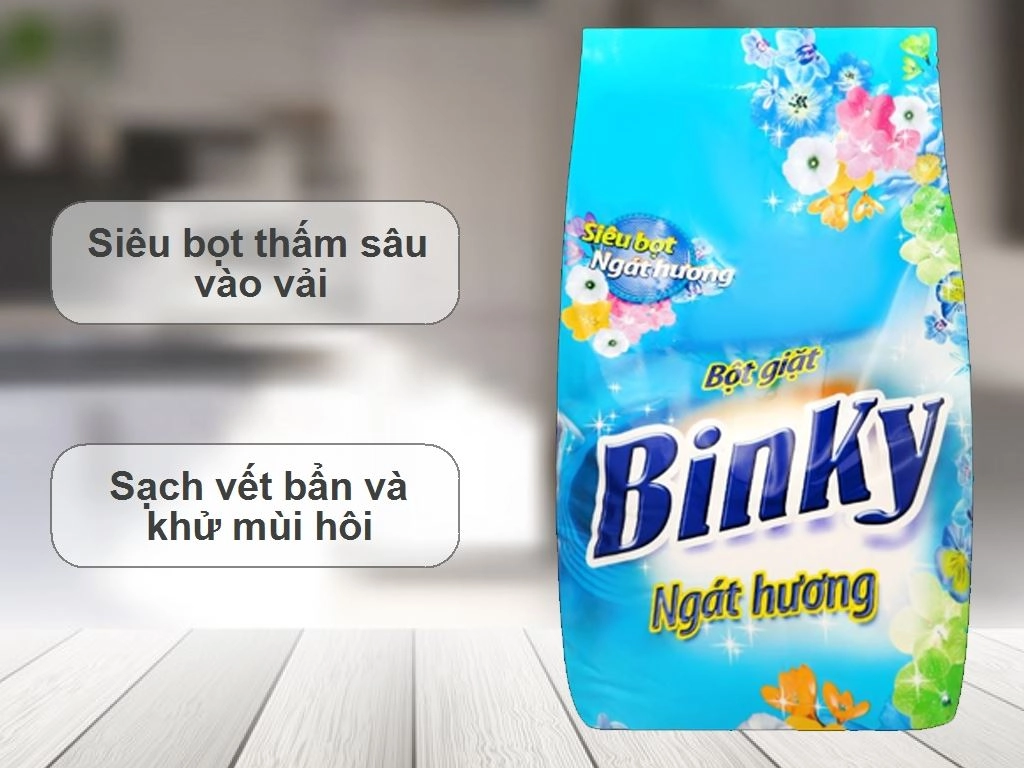 Siêu bọt thấm sâu
vào vải
Sạch vết bẩn và
khử mùi hôi
Siêu bọt
Ngát hương
Bột giặt
Binky
Ngát hương